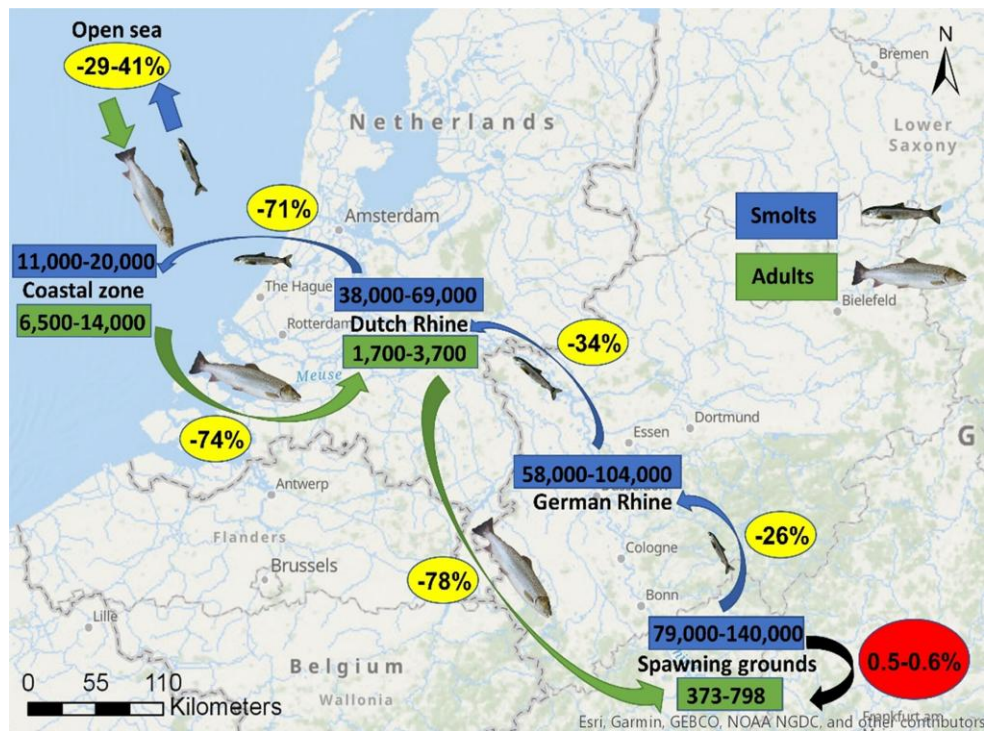 Open sea
-29-41%
N
Bremen
Netherlands
Lower
Saxony
-71%
Amsterdam
Smolts
11,000-20,000
Coastal zone
6,500-14,000
The Hague
38,000-69,000
Adults
Bielefeld
Rotterdam
Dutch Rhine
1,700-3,700
-34%
Meuse
-74%
Essen
Dortmund
G
58,000-104,000
German Rhine
Antwerp
-26%
Flanders
Brussels
-78%
Cologne
Bonn
Lille
79,000-140,000
Spawning grounds
373-798
0.5-0.6%
Belgium
Wallonia
0 55 110
Kilometers
Frankfurt am
Esri, Garmin, GEBCO, NOAA NGDC, and other contributors